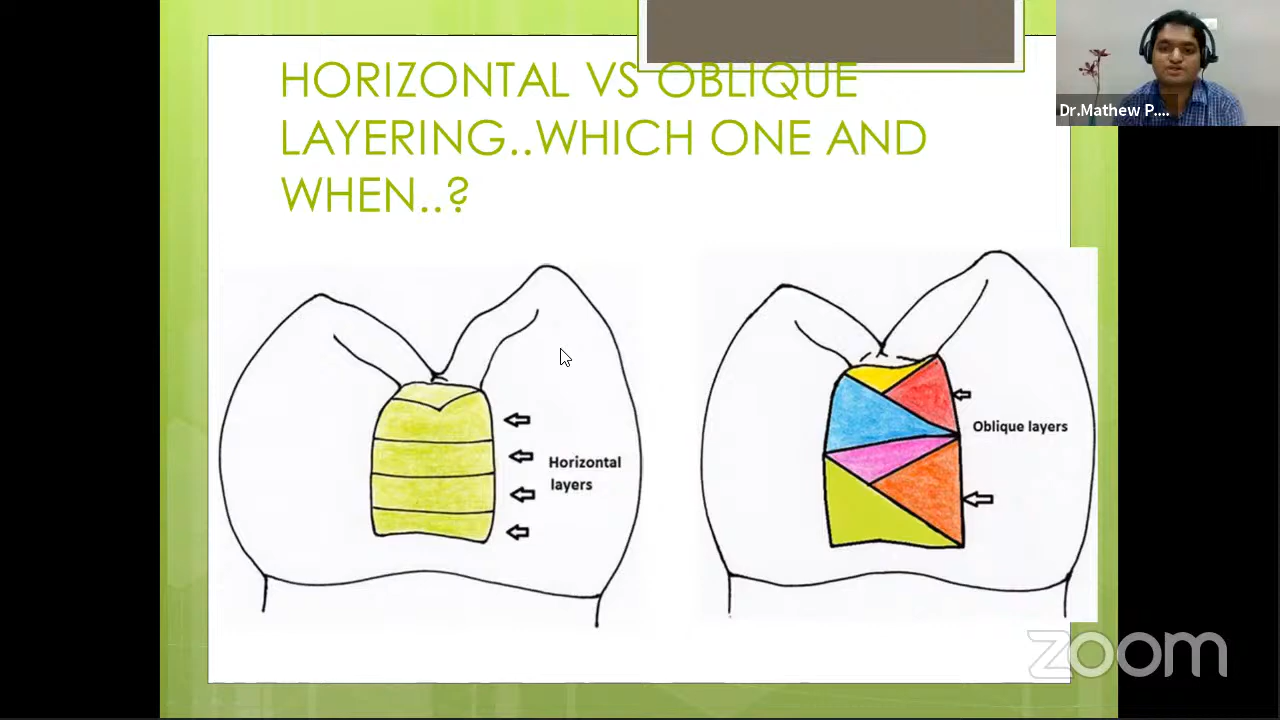 HORIZONTAL VS OBLIQUE
LAYERING..WHICH ONE AND
WHEN..?
Dr.Mathew P....
Horizontal
layers
Oblique layers
zoom